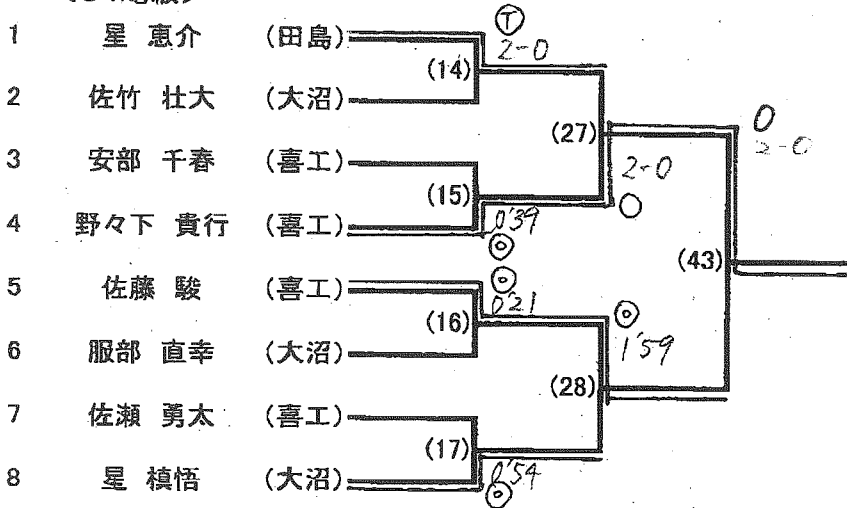 1 星 恵介 (田島)
Ⓣ
2-0
(14)
2 佐竹 壮大 (大沼)
(27)
0
2-0
3 安部 千春 (喜工)
2-0
○
(15)
4 野々下 貴行 (喜工)
0'39
◎
(43)
5 佐藤 駿 (喜工)
◎
0'21
(16)
◎
1'59
6 服部 直幸 (大沼)
(28)
7 佐瀬 勇太 (喜工)
(17)
8 星 槙悟 (大沼)
0'54
◎